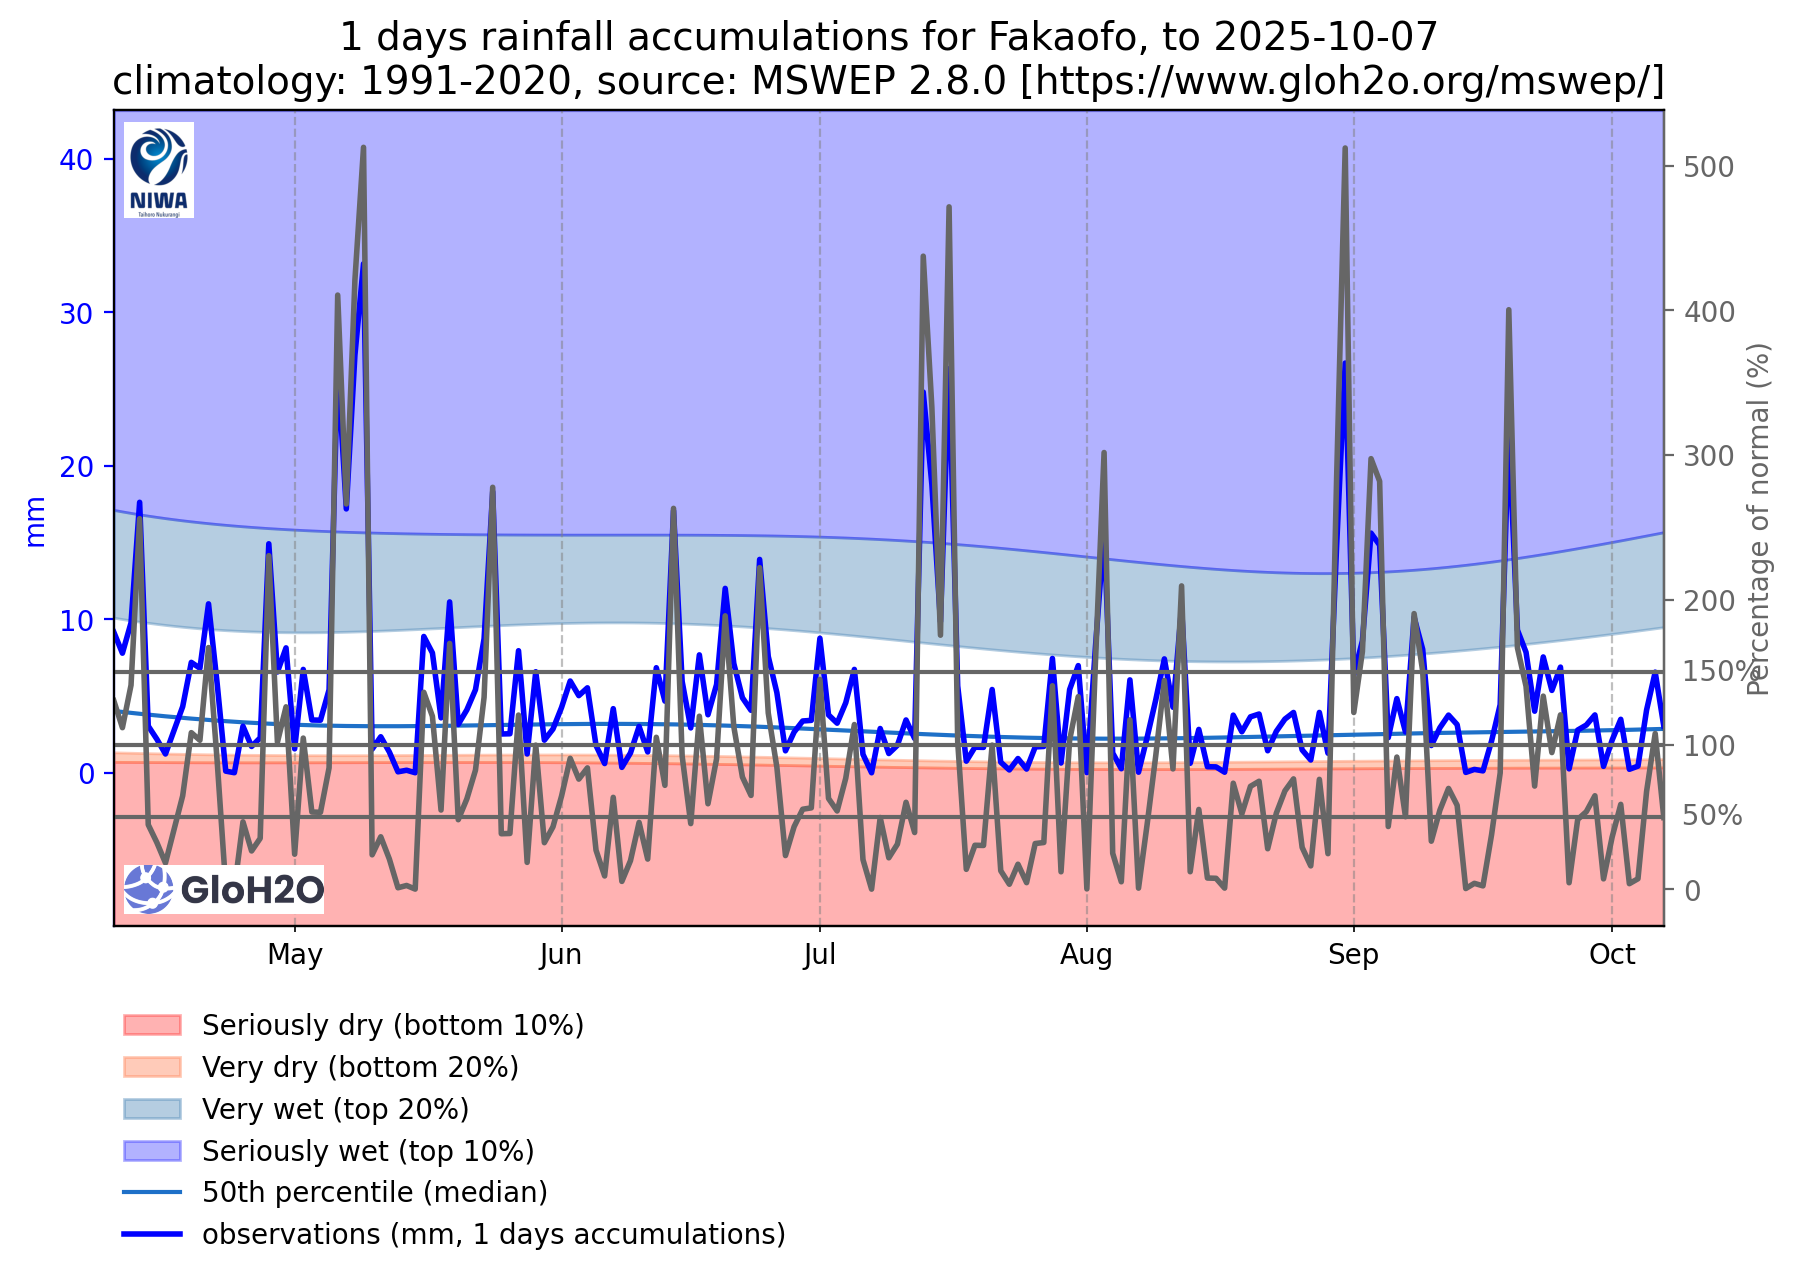 1 days rainfall accumulations for Fakaofo, to 2025-10-07
climatology: 1991-2020, source: MSWEP 2.8.0 [https://www.gloh2o.org/mswep/]
NIWA
Taihoro Nukurangi
40
30
20
10
0
mm
500
400
300
200
150%
100
50%
0
Percentage of normal (%)
GloH2O
May
Jun
Jul
Aug
Sep
Oct
Seriously dry (bottom 10%)
Very dry (bottom 20%)
Very wet (top 20%)
Seriously wet (top 10%)
50th percentile (median)
observations (mm, 1 days accumulations)